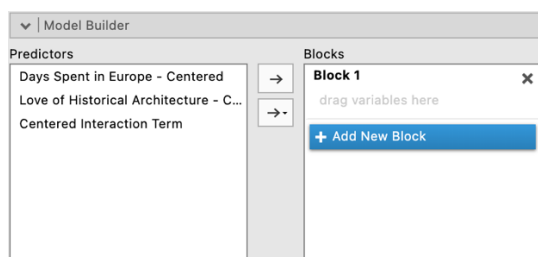 Model Builder
Predictors
Days Spent in Europe - Centered
Love of Historical Architecture - C...
Centered Interaction Term
Blocks
Block 1
drag variables here
+ Add New Block